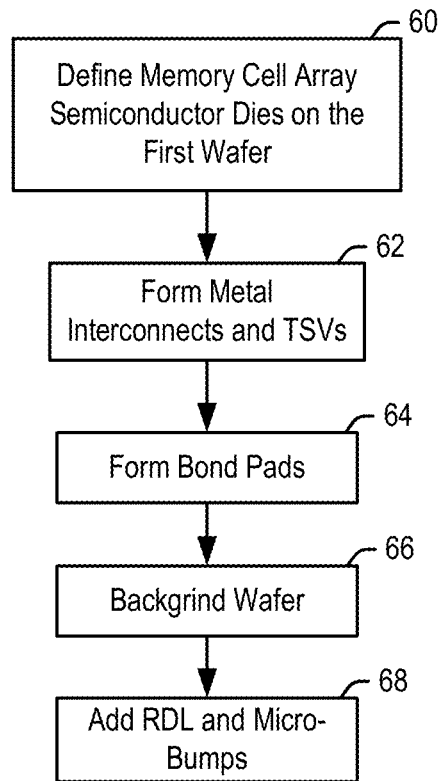 60
Define Memory Cell Array
Semiconductor Dies on the
First Wafer
62
Form Metal
Interconnects and TSVs
64
Form Bond Pads
66
Backgrind Wafer
68
Add RDL and Micro-
Bumps